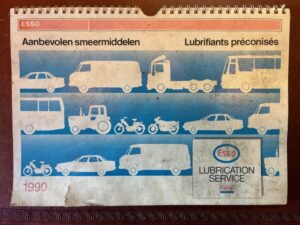 ESSO
Aanbevolen smeermiddelen
Lubrifiants préconisés
Esso
LUBRICATION
SERVICE
1990